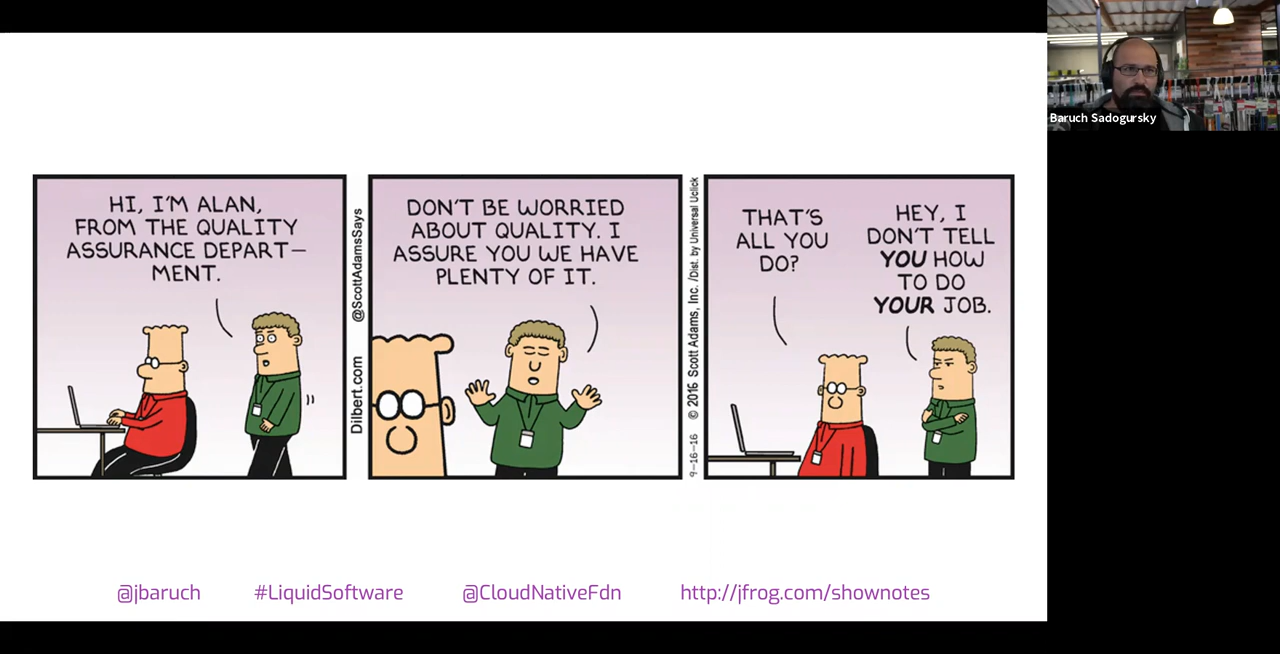 HI, I'M ALAN,
FROM THE QUALITY
ASSURANCE DEPART-
MENT.
Dilbert.com @ScottAdamsSays
DON'T BE WORRIED
ABOUT QUALITY. I
ASSURE YOU WE HAVE
PLENTY OF IT.
9-16-16 © 2016 Scott Adams, Inc. /Dist. by Universal Uclick
THAT'S
ALL YOU
DO?
HEY, I
DON'T TELL
YOU HOW
TO DO
YOUR JOB.
@jbaruch #LiquidSoftware @CloudNativeFdn http://jfrog.com/shownotes
Baruch Sadogursky